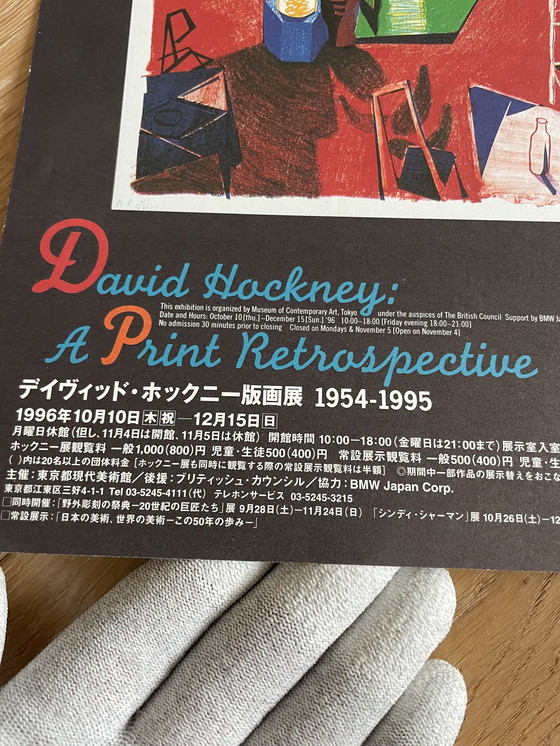 David Hockney:
This exhibition is organized by Museum of Contemporary Art, Tokyo under the auspices of The British Council Support by BMW
Date and Hours: October 10[thu.]—December 15[Sun.] '96 10:00–18:00 [Friday evening 18:00–21:00]
No admission 30 minutes prior to closing Closed on Mondays & November 5 [Open on November 4]
A Print Retrospective
デイヴィッド・ホックニー版画展 1954-1995
1996年10月10日木・祝—12月15日日
月曜日休館(但し、11月4日は開館、11月5日は休館) 開館時間 10:00–18:00(金曜日は21:00まで)展示室入室
ホックニー展観覧料 一般1,000(800)円 児童・生徒500(400)円 常設展示観覧料 一般500(400)円 児童・生
( )内は20名以上の団体料金 [ホックニー展も同時に観覧する際の常設展示観覧料は半額] ◎期間中一部作品の展示替えをおこな
主催:東京都現代美術館／後援:ブリティッシュ・カウンシル／協力:BMW Japan Corp.
東京都江東区三好4-1-1 Tel 03-5245-4111(代) テレホンサービス 03-5245-3215
□同時開催:「野外彫刻の祭典—20世紀の巨匠たち」展 9月28日(土)—11月24日(日) 「シンディ・シャーマン」展 10月26日(土)—12
□常設展示:「日本の美術、世界の美術—この50年の歩み—」